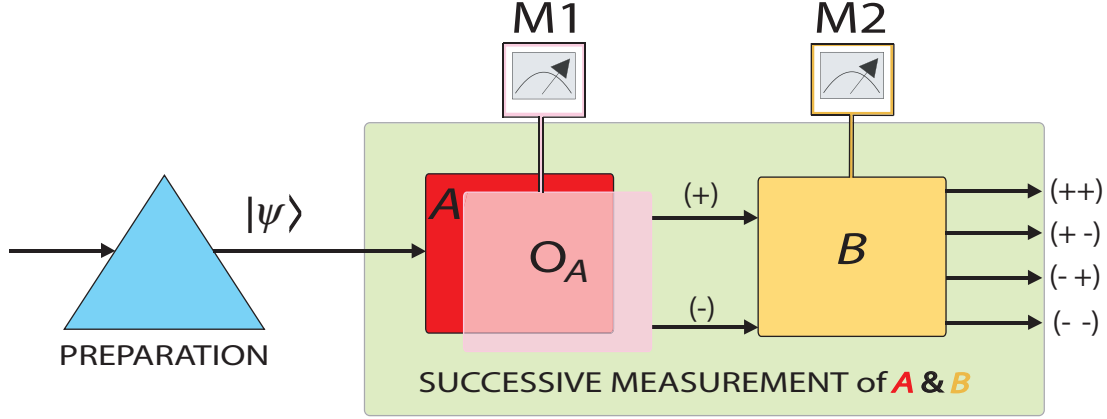 M1
M2
|ψ⟩
A
O_A
(+)
(-)
B
(++)
(+ -)
(- +)
(- -)
PREPARATION
SUCCESSIVE MEASUREMENT of A & B